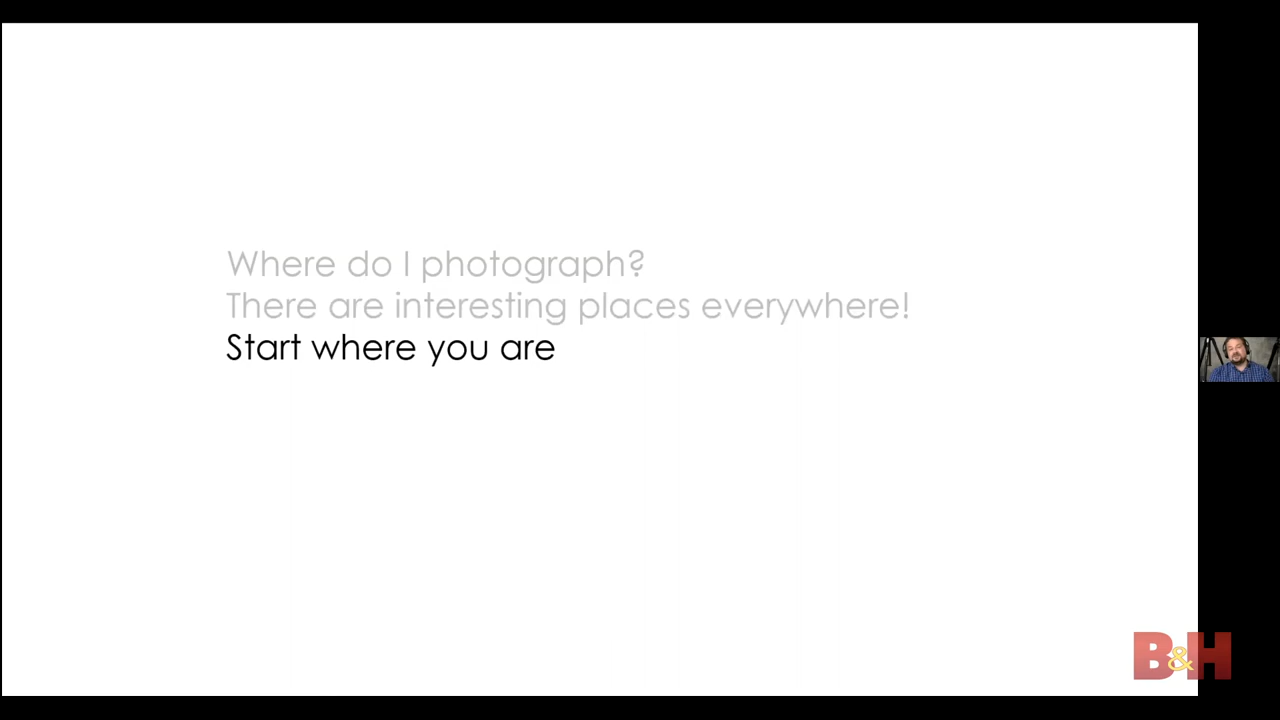 Where do I photograph?
There are interesting places everywhere!
Start where you are
B&H